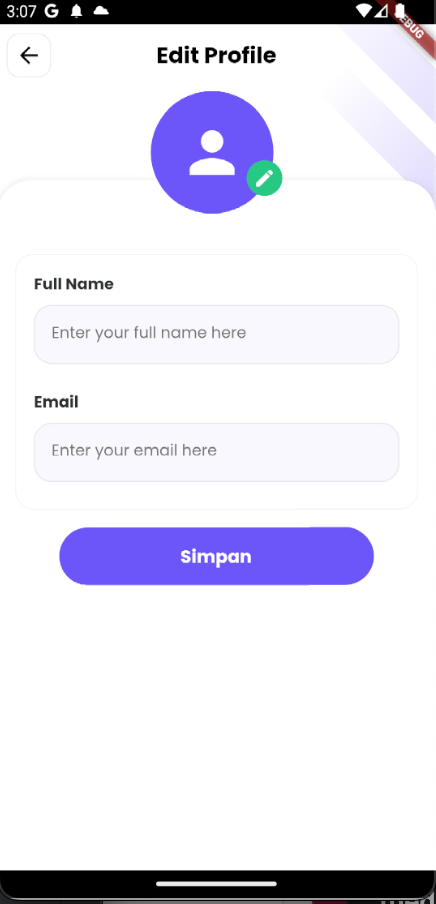 3:07 G
DEBUG
Edit Profile
Full Name
Enter your full name here
Email
Enter your email here
Simpan